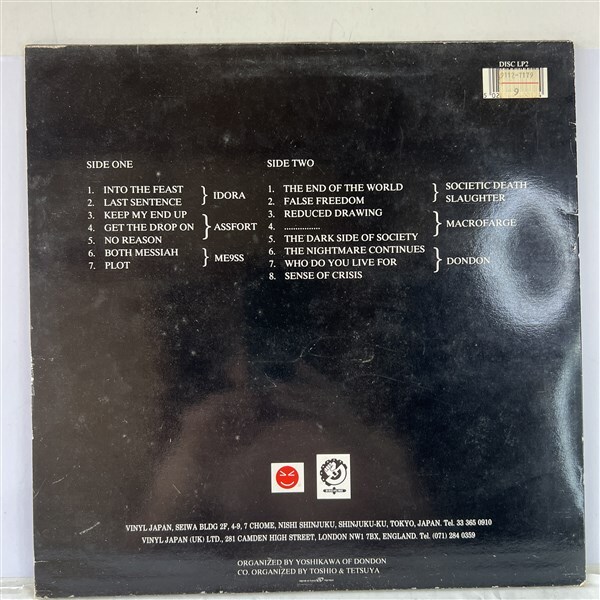 DISC LP2
9
SIDE ONE
1. INTO THE FEAST
2. LAST SENTENCE
} IDORA
3. KEEP MY END UP
4. GET THE DROP ON
5. NO REASON
} ASSFORT
6. BOTH MESSIAH
7. PLOT
} ME9SS
SIDE TWO
1. THE END OF THE WORLD
2. FALSE FREEDOM
} SOCIETIC DEATH
SLAUGHTER
3. REDUCED DRAWING
4. ................
5. THE DARK SIDE OF SOCIETY
} MACROFARGE
6. THE NIGHTMARE CONTINUES
7. WHO DO YOU LIVE FOR
8. SENSE OF CRISIS
} DONDON
VINYL JAPAN, SEIWA BLDG 2F, 4-9, 7 CHOME, NISHI SHINJUKU, SHINJUKU-KU, TOKYO, JAPAN. Tel. 33 365 0910
VINYL JAPAN (UK) LTD., 281 CAMDEN HIGH STREET, LONDON NW1 7BX, ENGLAND. Tel (071) 284 0359
ORGANIZED BY YOSHIKAWA OF DONDON
CO. ORGANIZED BY TOSHIO & TETSUYA